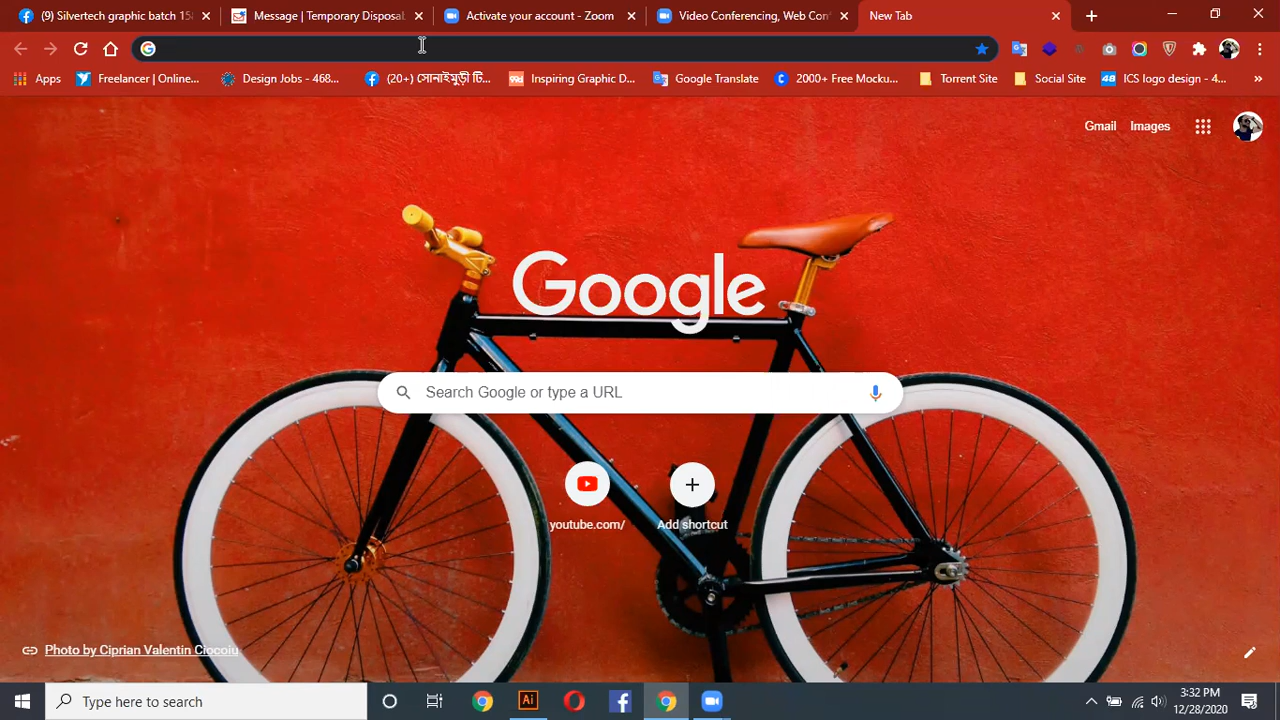 (9) Silvertech graphic batch 15
Message | Temporary Disposal
Activate your account - Zoom
Video Conferencing, Web Con
New Tab
Apps
Freelancer | Online...
Design Jobs - 468...
(20+) সোনাইমুড়ী টি...
Inspiring Graphic D...
Google Translate
2000+ Free Mocku...
Torrent Site
Social Site
48
ICS logo design - 4...
»
Gmail
Images
Google
Search Google or type a URL
youtube.com/
Add shortcut
Photo by Ciprian Valentin Ciocoiu
Type here to search
Ai
3:32 PM
12/28/2020